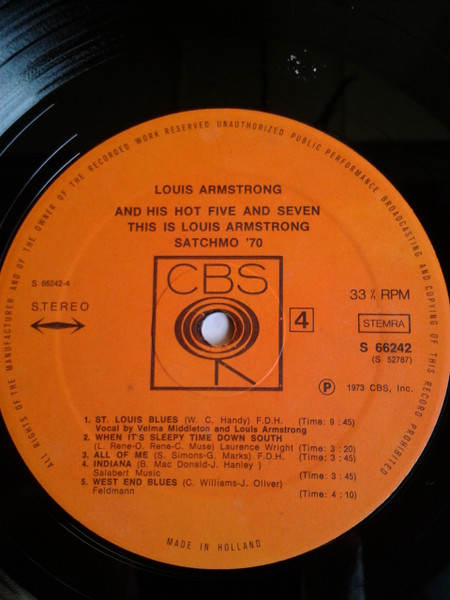 ALL RIGHTS OF THE MANUFACTURER AND OF THE OWNER OF THE RECORDED WORK RESERVED UNAUTHORIZED PUBLIC PERFORMANCE BROADCASTING AND COPYING OF THIS RECORD PROHIBITED
LOUIS ARMSTRONG
AND HIS HOT FIVE AND SEVEN
THIS IS LOUIS ARMSTRONG
SATCHMO '70
CBS
S 66242-4
STEREO
4
33⅓ RPM
STEMRA
S 66242
(S 52787)
Ⓟ 1973 CBS, Inc.
1 ST. LOUIS BLUES (W. C. Handy) F.D.H. (Time: 9:45)
Vocal by Velma Middleton and Louis Armstrong
2 WHEN IT'S SLEEPY TIME DOWN SOUTH
(L. Rene-O. Rene-C. Muse) Laurence Wright (Time: 3:20)
3 ALL OF ME (S. Simons-G. Marks) F.D.H. (Time: 3:45)
4 INDIANA (B. Mac Donald-J. Hanley )
Salabert Music (Time: 3:45)
5 WEST END BLUES (C. Williams-J. Oliver)
Feldmann (Time: 4:10)
MADE IN HOLLAND